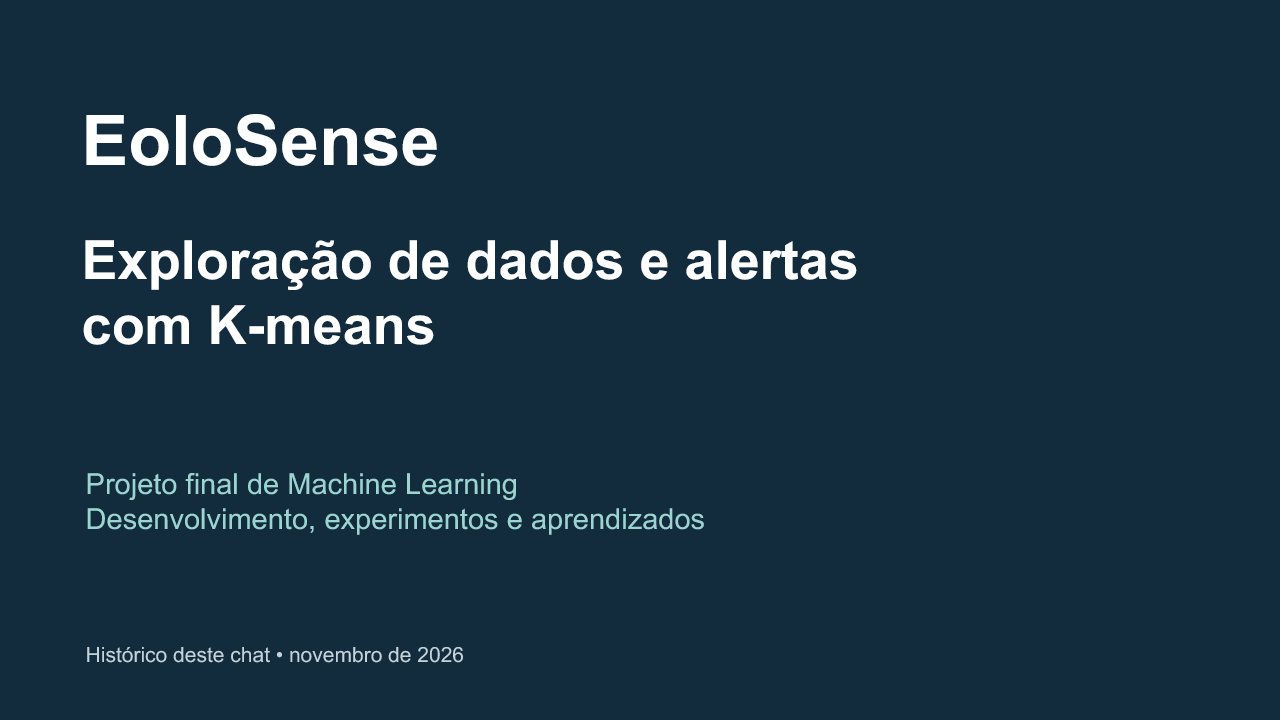 EoloSense
Exploração de dados e alertas
com K-means
Projeto final de Machine Learning
Desenvolvimento, experimentos e aprendizados
Histórico deste chat • novembro de 2026